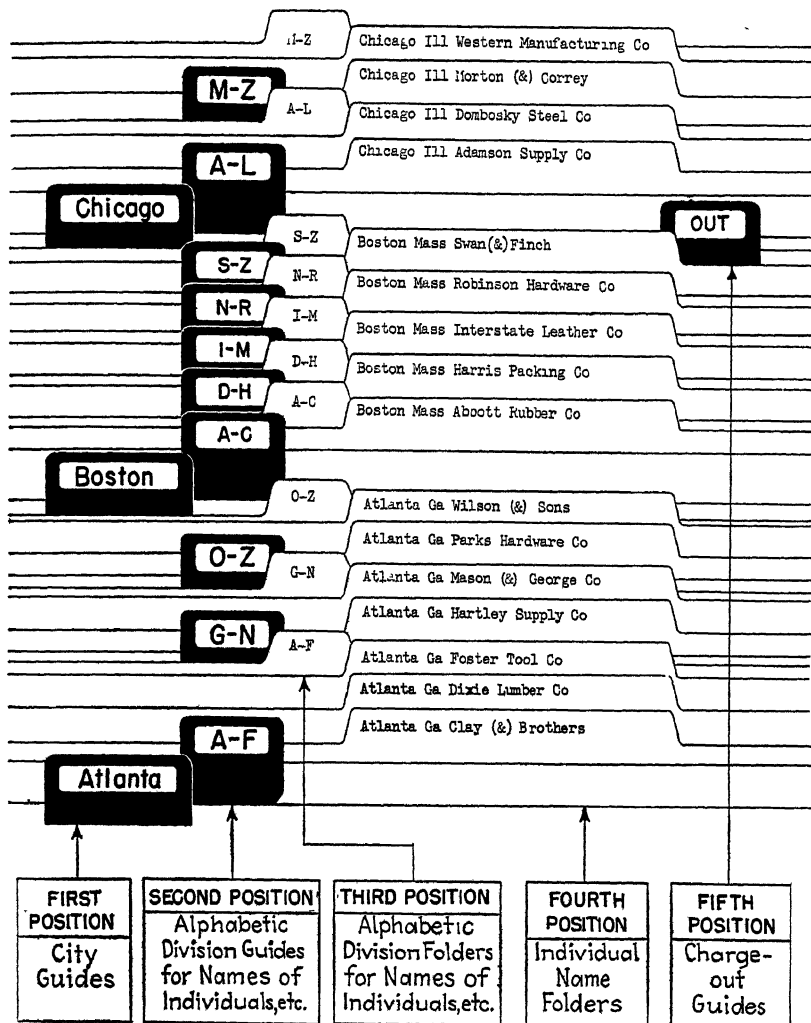 M-Z Chicago Ill Western Manufacturing Co
Chicago Ill Morton (&) Correy
M-Z
A-L Chicago Ill Dombosky Steel Co
Chicago Ill Adamson Supply Co
A-L
Chicago
OUT
S-Z Boston Mass Swan(&)Finch
S-Z
N-R Boston Mass Robinson Hardware Co
N-R
I-M Boston Mass Interstate Leather Co
I-M
D-H Boston Mass Harris Packing Co
D-H
A-C Boston Mass Abbott Rubber Co
A-C
Boston
O-Z Atlanta Ga Wilson (&) Sons
Atlanta Ga Parks Hardware Co
O-Z
G-N Atlanta Ga Mason (&) George Co
Atlanta Ga Hartley Supply Co
G-N
A-F Atlanta Ga Foster Tool Co
Atlanta Ga Dixie Lumber Co
Atlanta Ga Clay (&) Brothers
A-F
Atlanta
FIRST
POSITION
City
Guides
SECOND POSITION
Alphabetic
Division Guides
for Names of
Individuals, etc.
THIRD POSITION
Alphabetic
Division Folders
for Names of
Individuals, etc.
FOURTH
POSITION
Individual
Name
Folders
FIFTH
POSITION
Charge-
out
Guides